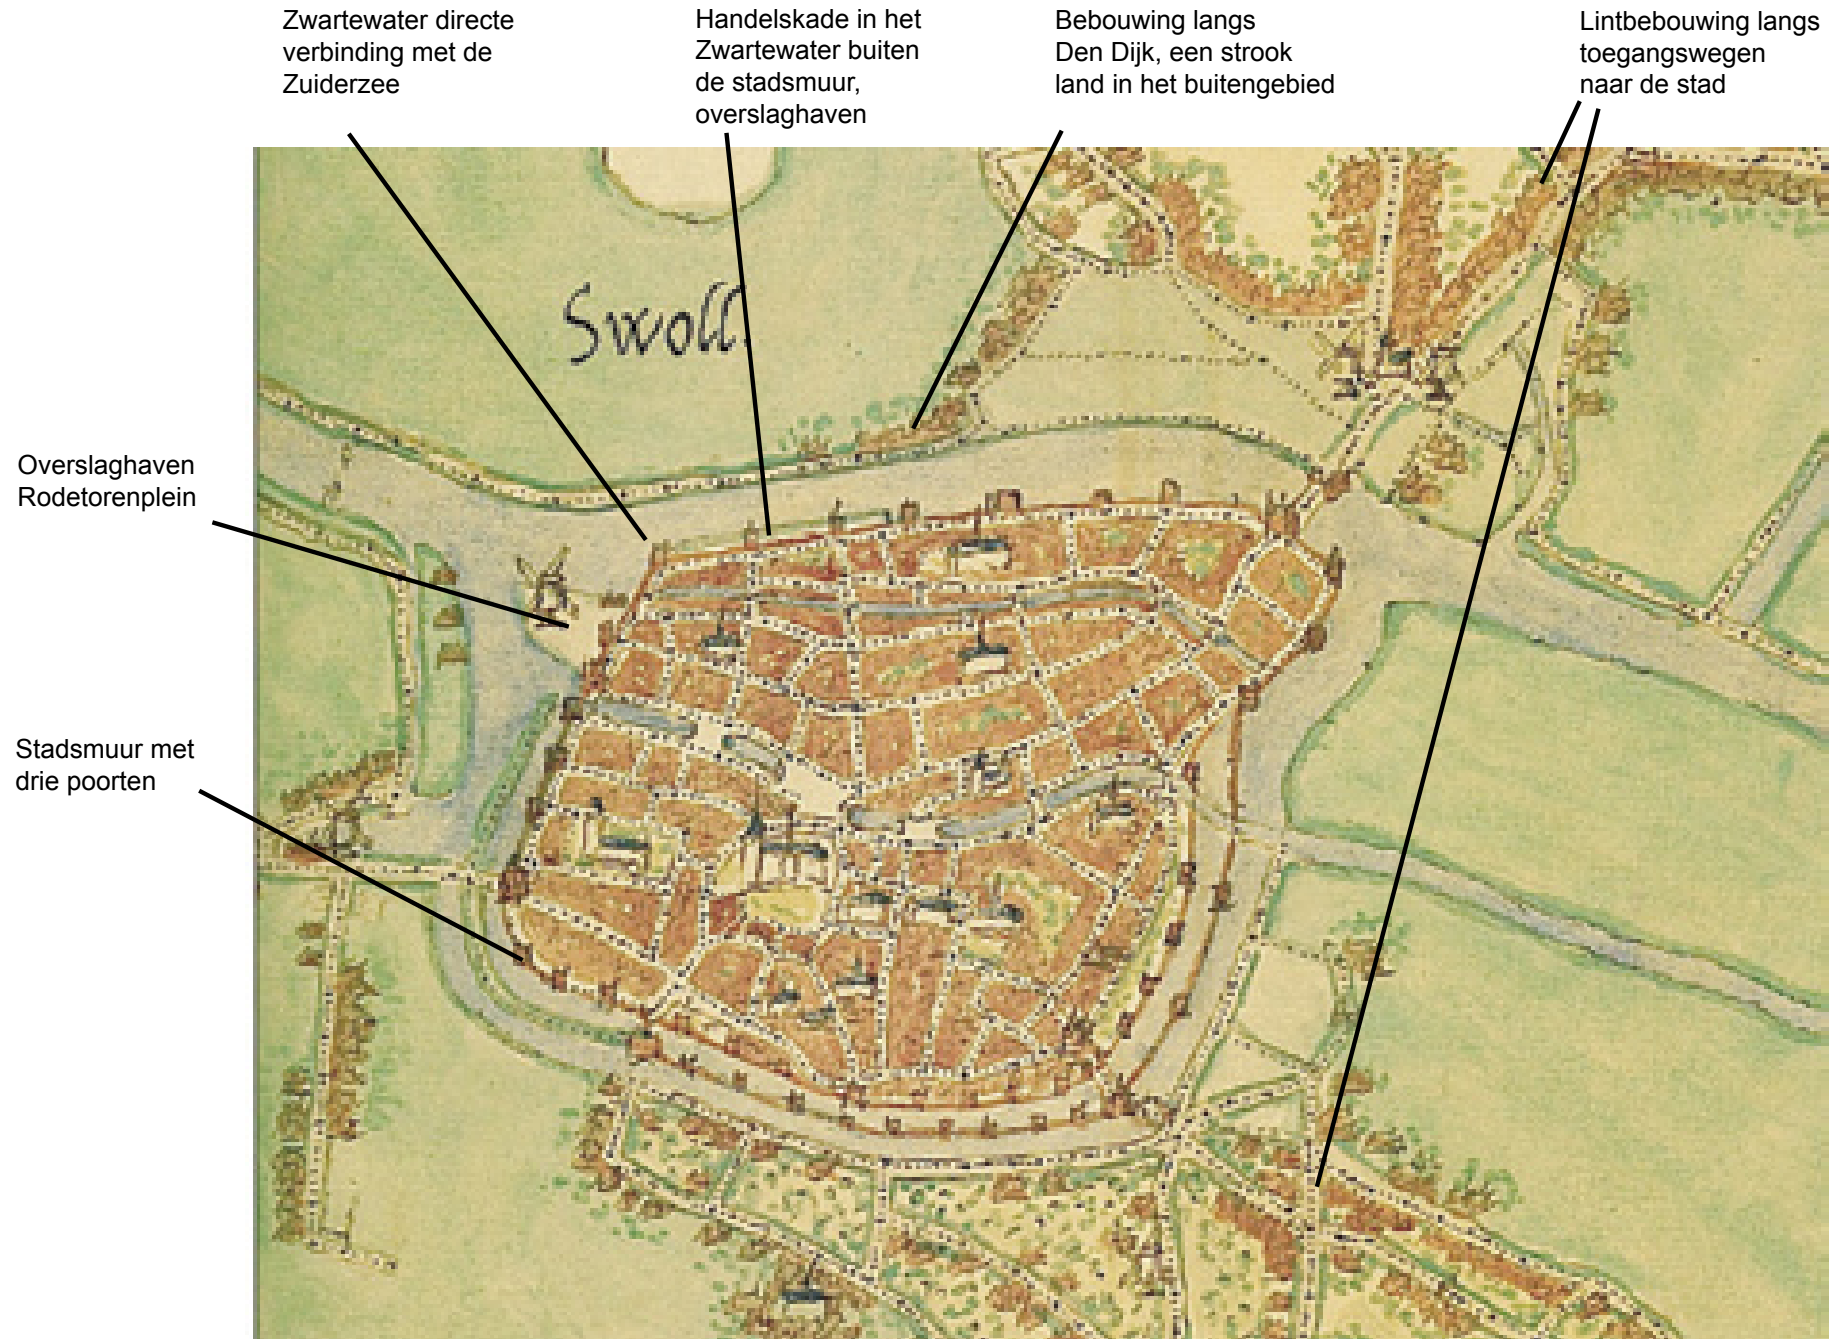 Zwartewater directe
verbinding met de
Zuiderzee
Handelskade in het
Zwartewater buiten
de stadsmuur,
overslaghaven
Bebouwing langs
Den Dijk, een strook
land in het buitengebied
Lintbebouwing langs
toegangswegen
naar de stad
Swoll
Overslaghaven
Rodetorenplein
Stadsmuur met
drie poorten